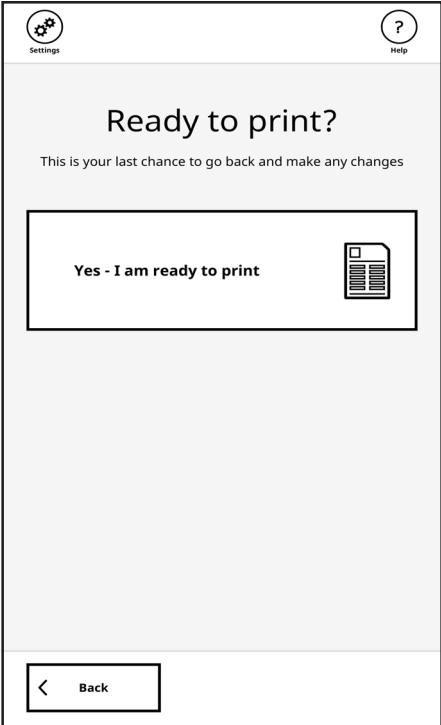 Settings
?
Help
Ready to print?
This is your last chance to go back and make any changes
Yes - I am ready to print
Back